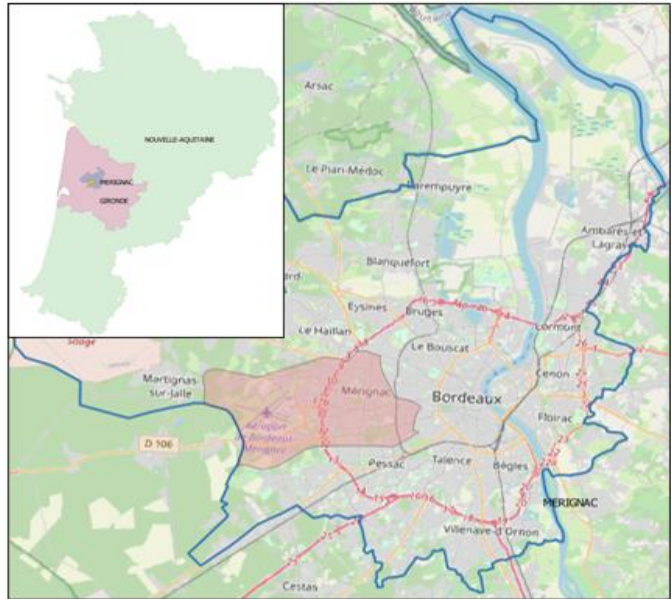 NOUVELLE-AQUITAINE
MERIGNAC
GIRONDE
Arsac
Le Pian-Médoc
Parempuyre
Ambarès-et-
Lagrave
Blanquefort
Eysines
Bruges
Le Haillan
Lormont
Le Bouscat
Souge
Martignas
sur-Jalle
Mérignac
Cenon
Bordeaux
Aéroport
de Bordeaux-
Mérignac
Floirac
D 106
Pessac
Talence
Bègles
MERIGNAC
Villenave-d'Ornon
Cestas